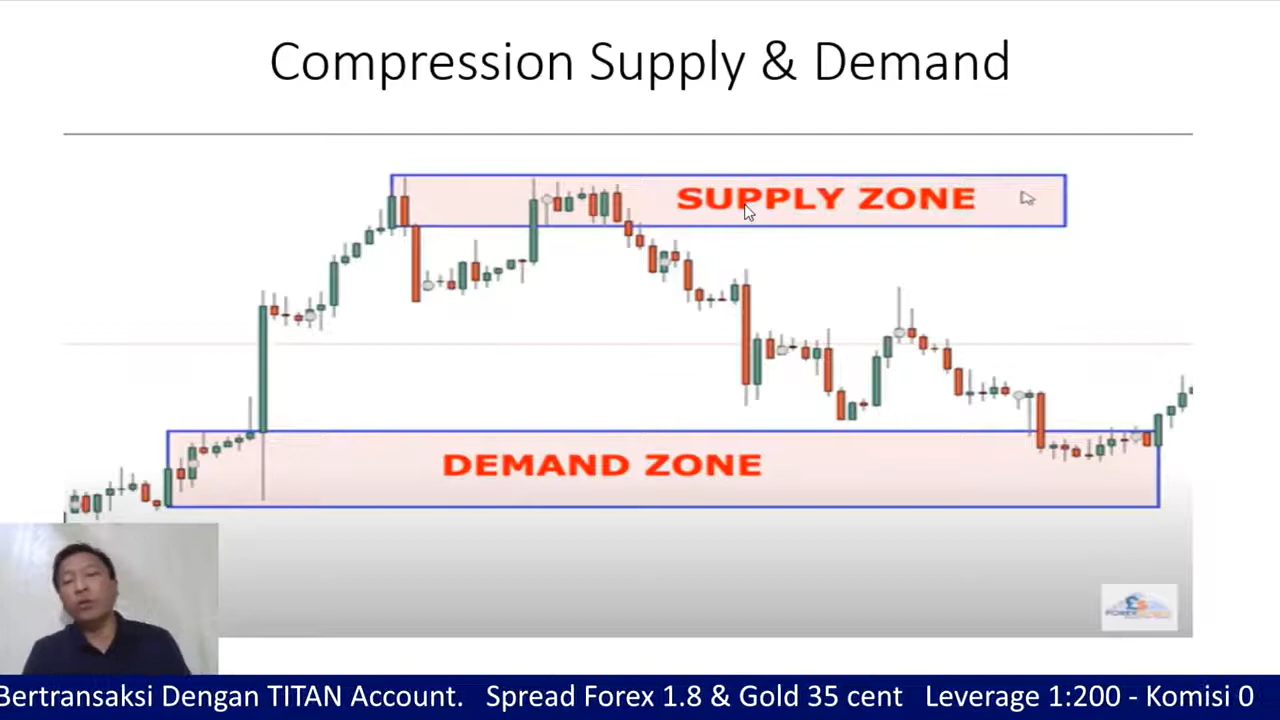 Compression Supply & Demand
SUPPLY ZONE
DEMAND ZONE
Bertransaksi Dengan TITAN Account. Spread Forex 1.8 & Gold 35 cent Leverage 1:200 - Komisi 0